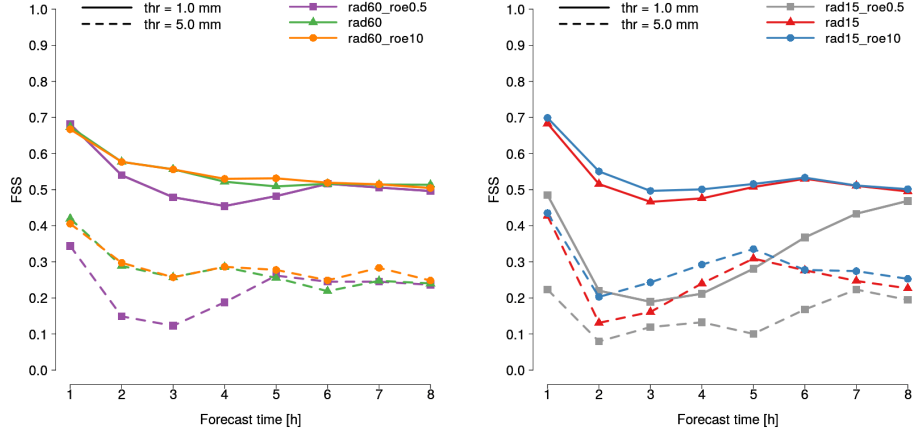 thr = 1.0 mm
thr = 5.0 mm
rad60_roe0.5
rad60
rad60_roe10
FSS
1.0
0.9
0.8
0.7
0.6
0.5
0.4
0.3
0.2
0.1
0.0
1 2 3 4 5 6 7 8
Forecast time [h]
thr = 1.0 mm
thr = 5.0 mm
rad15_roe0.5
rad15
rad15_roe10
FSS
1.0
0.9
0.8
0.7
0.6
0.5
0.4
0.3
0.2
0.1
0.0
1 2 3 4 5 6 7 8
Forecast time [h]